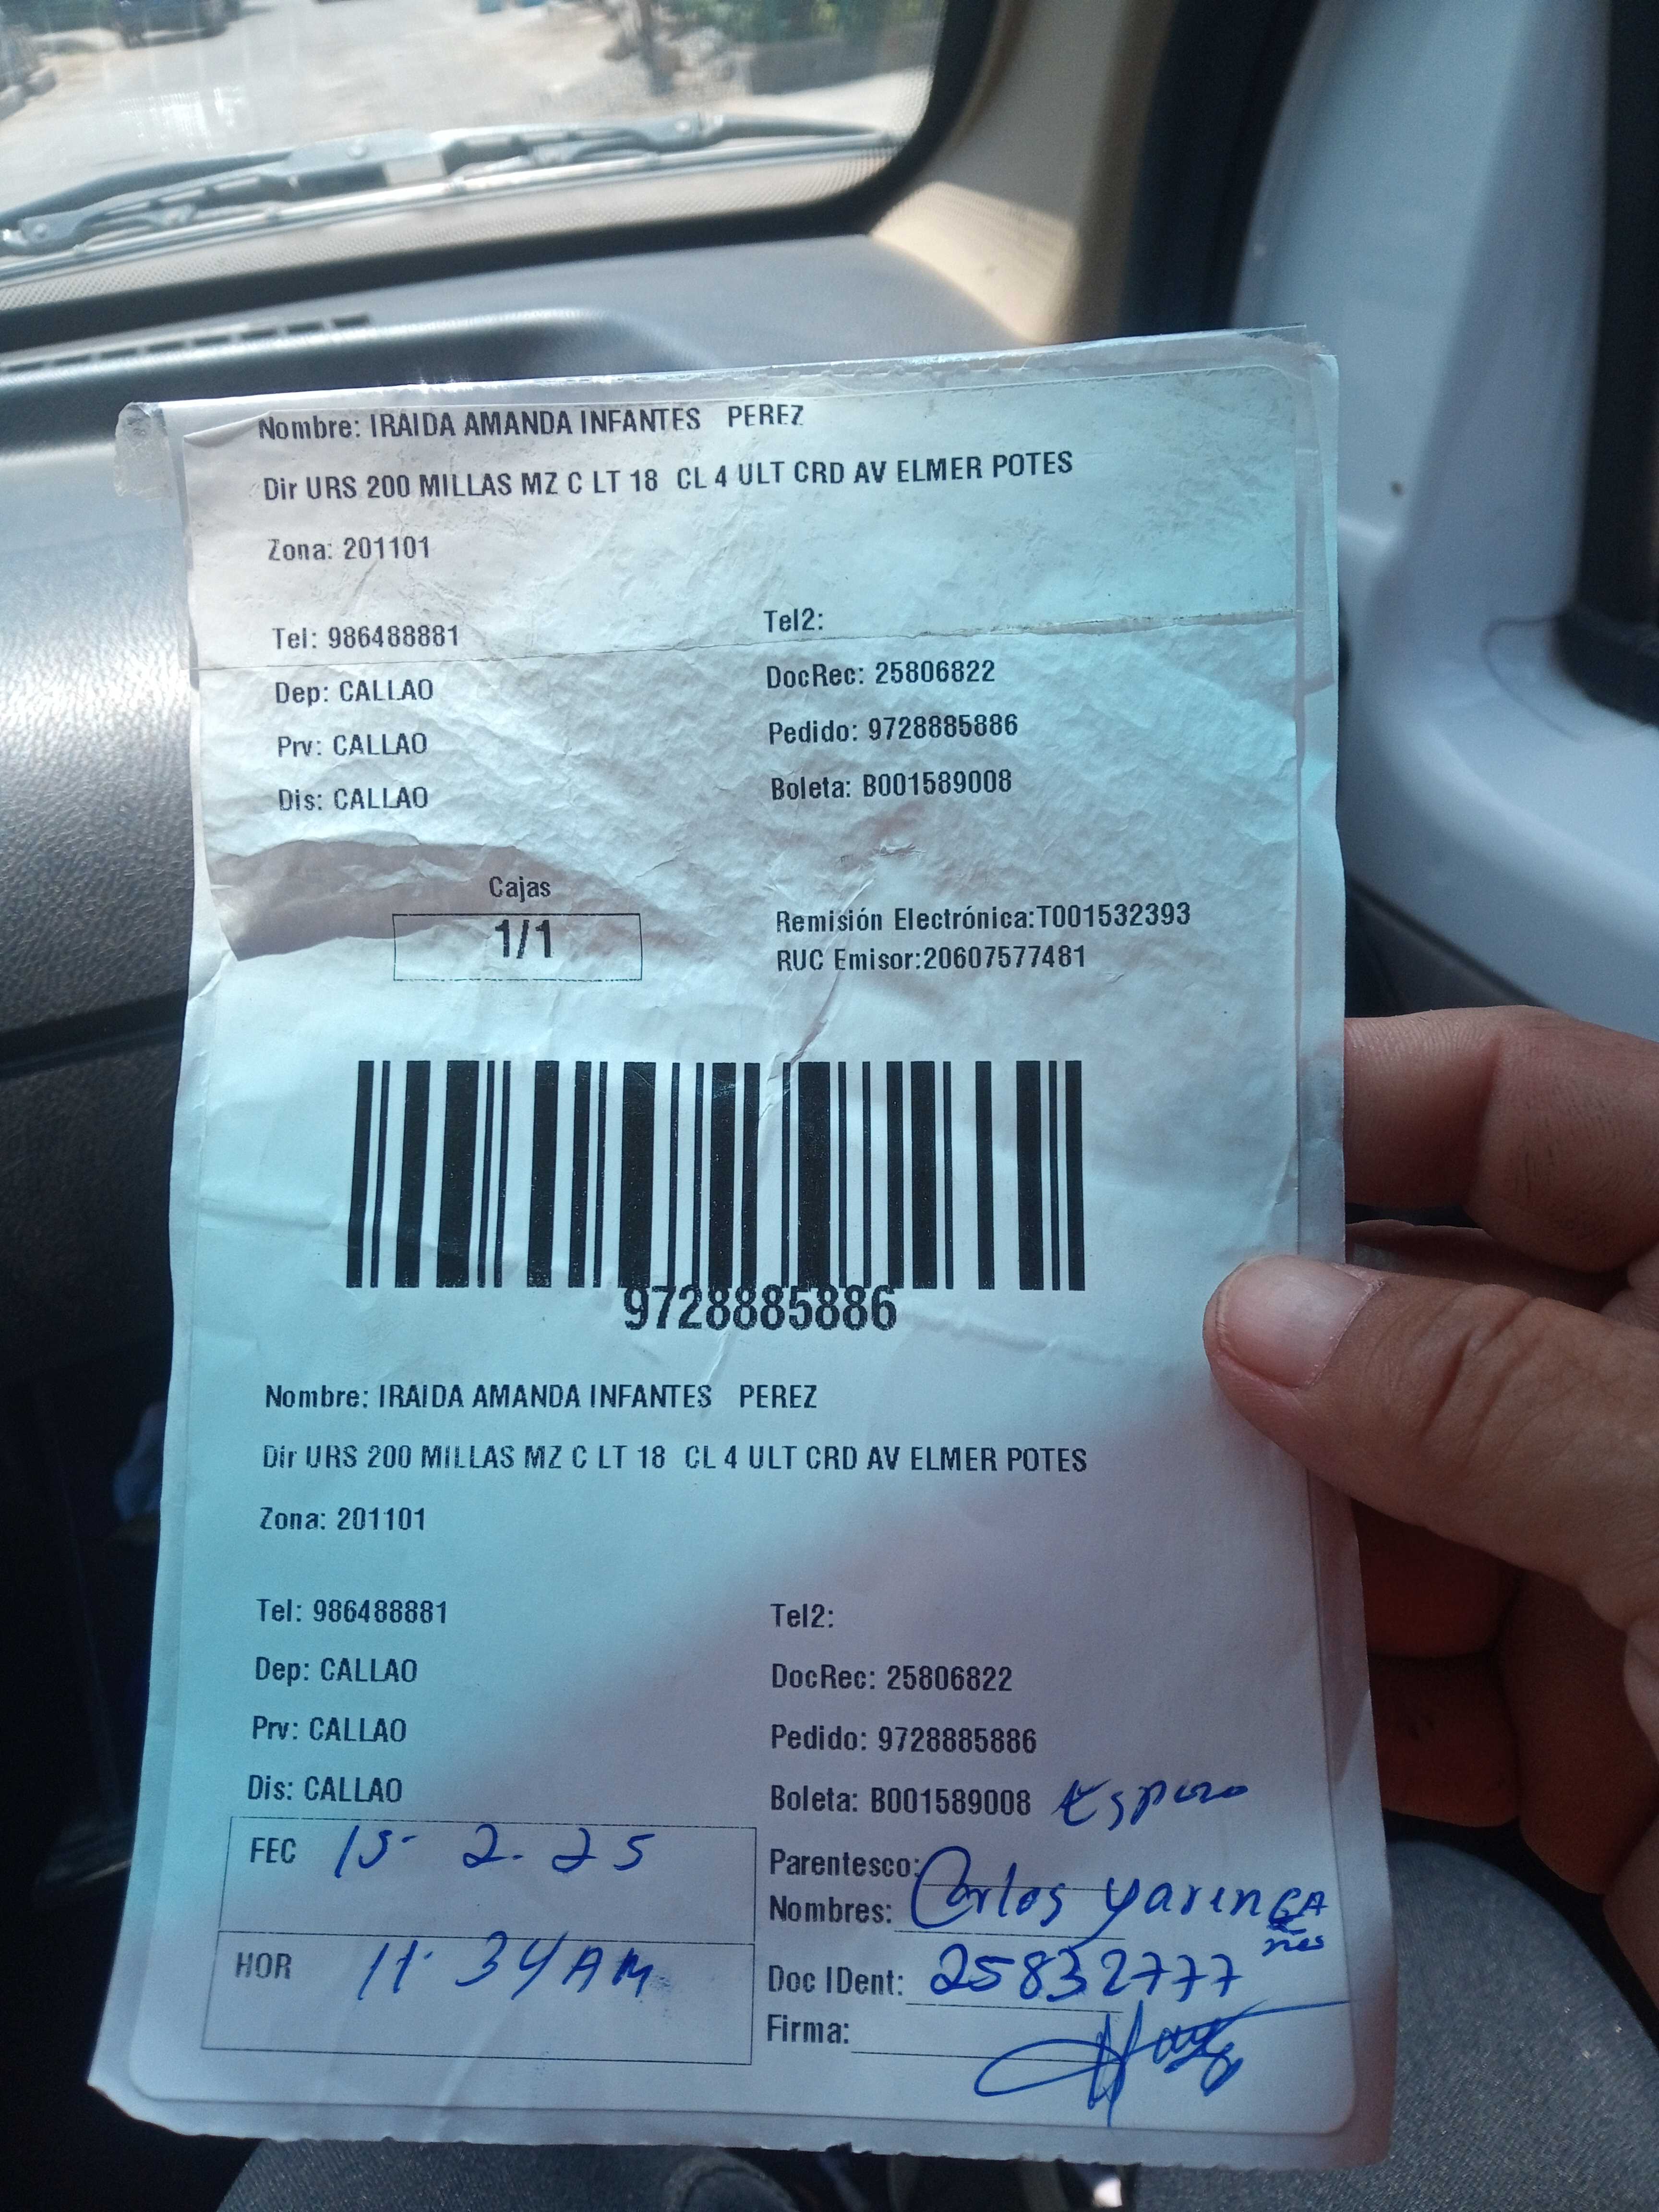 Nombre: IRAIDA AMANDA INFANTES PEREZ
Dir URS 200 MILLAS MZ C LT 18 CL 4 ULT CRD AV ELMER POTES
Zona: 201101
Tel: 986488881 Tel2:
Dep: CALLAO DocRec: 25806822
Prv: CALLAO Pedido: 9728885886
Dis: CALLAO Boleta: B001589008
Cajas
1/1
Remisión Electrónica:T001532393
RUC Emisor:20607577481
9728885886
Nombre: IRAIDA AMANDA INFANTES PEREZ
Dir URS 200 MILLAS MZ C LT 18 CL 4 ULT CRD AV ELMER POTES
Zona: 201101
Tel: 986488881 Tel2:
Dep: CALLAO DocRec: 25806822
Prv: CALLAO Pedido: 9728885886
Dis: CALLAO Boleta: B001589008
FEC 15- 2. 25 Parentesco: Esposo
Nombres: Carlos
HOR 11:34 AM Doc IDent: 25832777
Firma: